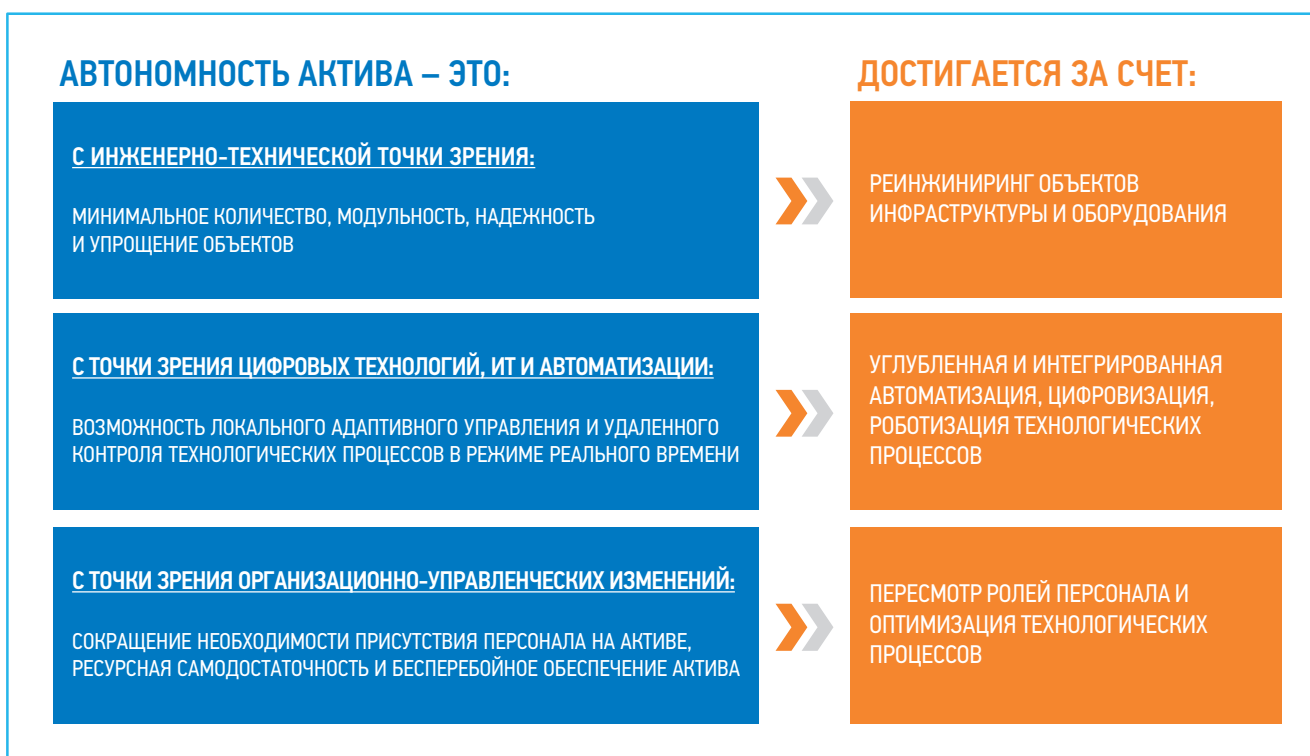 АВТОНОМНОСТЬ АКТИВА – ЭТО:
ДОСТИГАЕТСЯ ЗА СЧЕТ:
С ИНЖЕНЕРНО-ТЕХНИЧЕСКОЙ ТОЧКИ ЗРЕНИЯ:
МИНИМАЛЬНОЕ КОЛИЧЕСТВО, МОДУЛЬНОСТЬ, НАДЕЖНОСТЬ
И УПРОЩЕНИЕ ОБЪЕКТОВ
РЕИНЖИНИРИНГ ОБЪЕКТОВ
ИНФРАСТРУКТУРЫ И ОБОРУДОВАНИЯ
С ТОЧКИ ЗРЕНИЯ ЦИФРОВЫХ ТЕХНОЛОГИЙ, ИТ И АВТОМАТИЗАЦИИ:
ВОЗМОЖНОСТЬ ЛОКАЛЬНОГО АДАПТИВНОГО УПРАВЛЕНИЯ И УДАЛЕННОГО
КОНТРОЛЯ ТЕХНОЛОГИЧЕСКИХ ПРОЦЕССОВ В РЕЖИМЕ РЕАЛЬНОГО ВРЕМЕНИ
УГЛУБЛЕННАЯ И ИНТЕГРИРОВАННАЯ
АВТОМАТИЗАЦИЯ, ЦИФРОВИЗАЦИЯ,
РОБОТИЗАЦИЯ ТЕХНОЛОГИЧЕСКИХ
ПРОЦЕССОВ
С ТОЧКИ ЗРЕНИЯ ОРГАНИЗАЦИОННО-УПРАВЛЕНЧЕСКИХ ИЗМЕНЕНИЙ:
СОКРАЩЕНИЕ НЕОБХОДИМОСТИ ПРИСУТСТВИЯ ПЕРСОНАЛА НА АКТИВЕ,
РЕСУРСНАЯ САМОДОСТАТОЧНОСТЬ И БЕСПЕРЕБОЙНОЕ ОБЕСПЕЧЕНИЕ АКТИВА
ПЕРЕСМОТР РОЛЕЙ ПЕРСОНАЛА И
ОПТИМИЗАЦИЯ ТЕХНОЛОГИЧЕСКИХ
ПРОЦЕССОВ